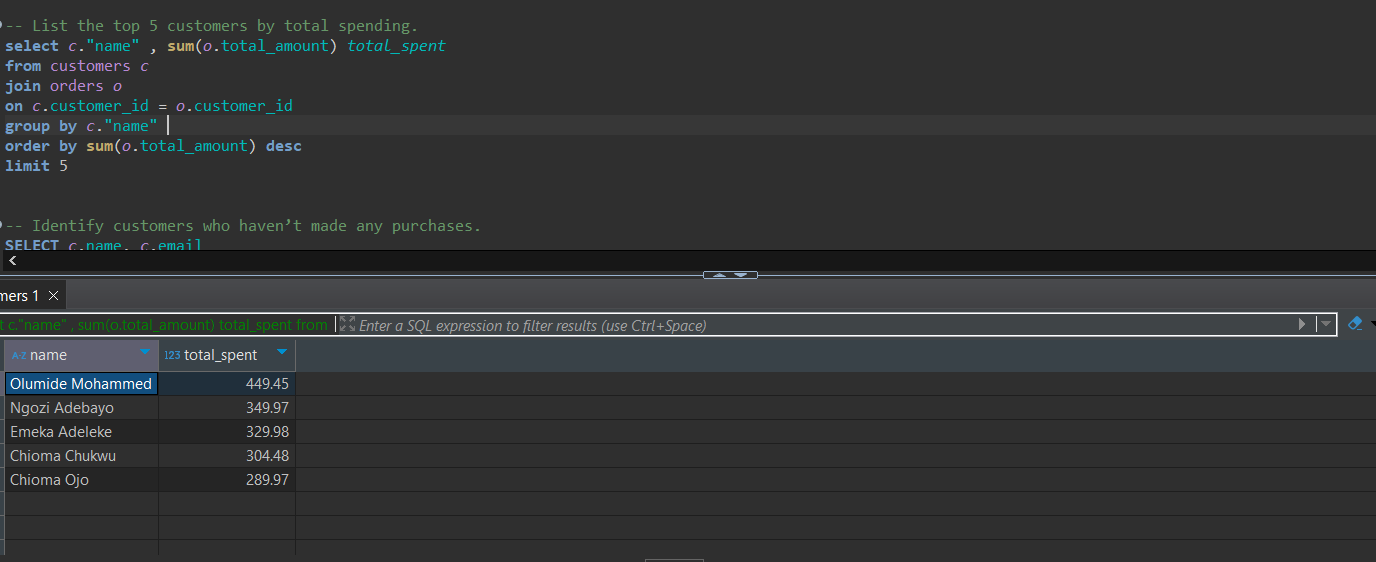 -- List the top 5 customers by total spending.
select c."name" , sum(o.total_amount) total_spent
from customers c
join orders o
on c.customer_id = o.customer_id
group by c."name"
order by sum(o.total_amount) desc
limit 5
-- Identify customers who haven’t made any purchases.
SELECT c.name, c.email
mers 1
t c."name" , sum(o.total_amount) total_spent from Enter a SQL expression to filter results (use Ctrl+Space)
A-Z name 123 total_spent
Olumide Mohammed 449.45
Ngozi Adebayo 349.97
Emeka Adeleke 329.98
Chioma Chukwu 304.48
Chioma Ojo 289.97